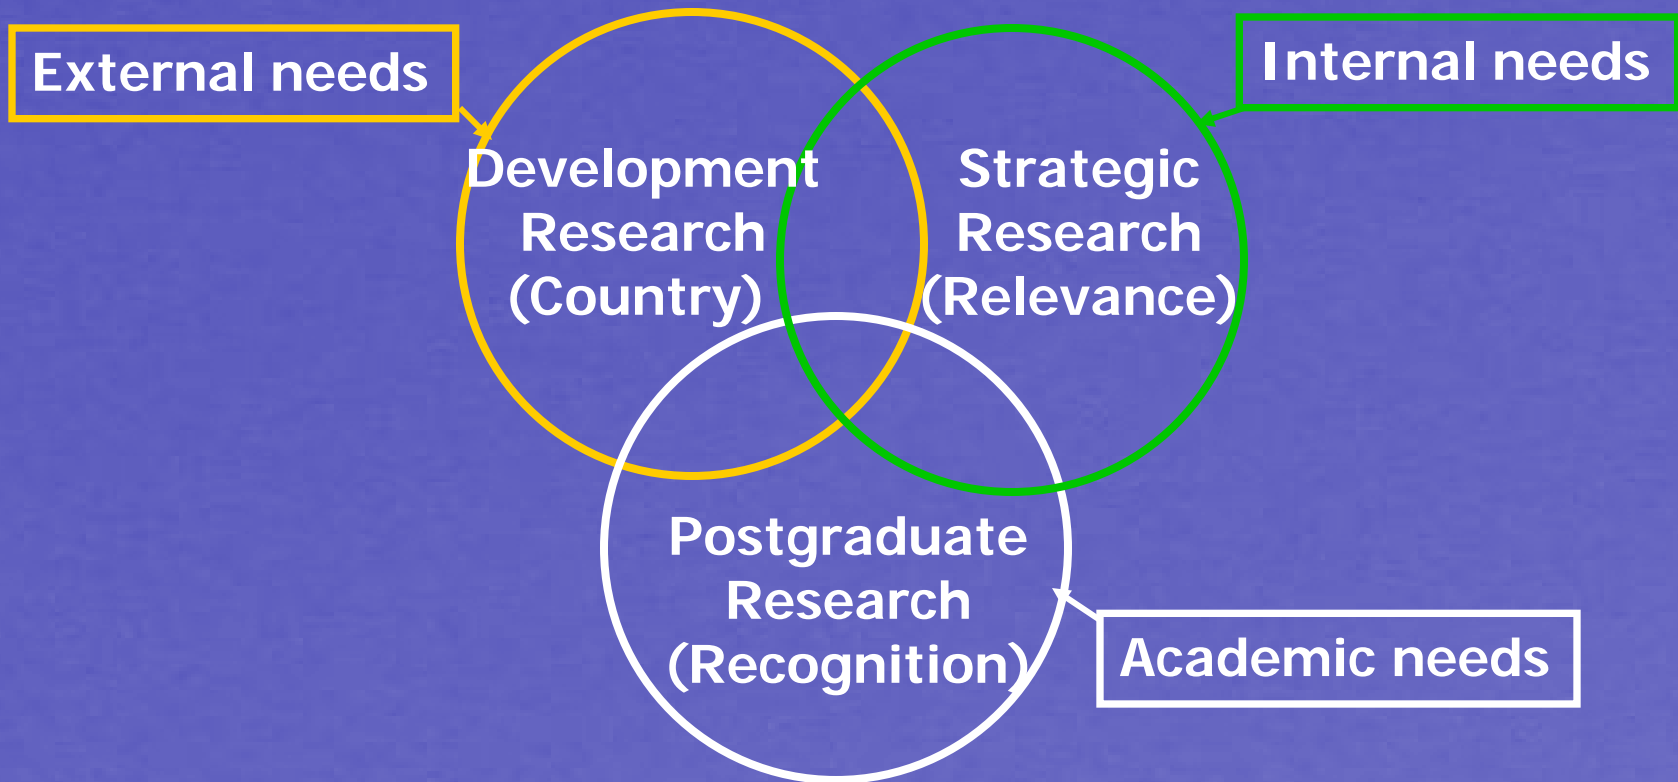 External needs
Internal needs
Development
Research
(Country)
Strategic
Research
(Relevance)
Postgraduate
Research
(Recognition)
Academic needs